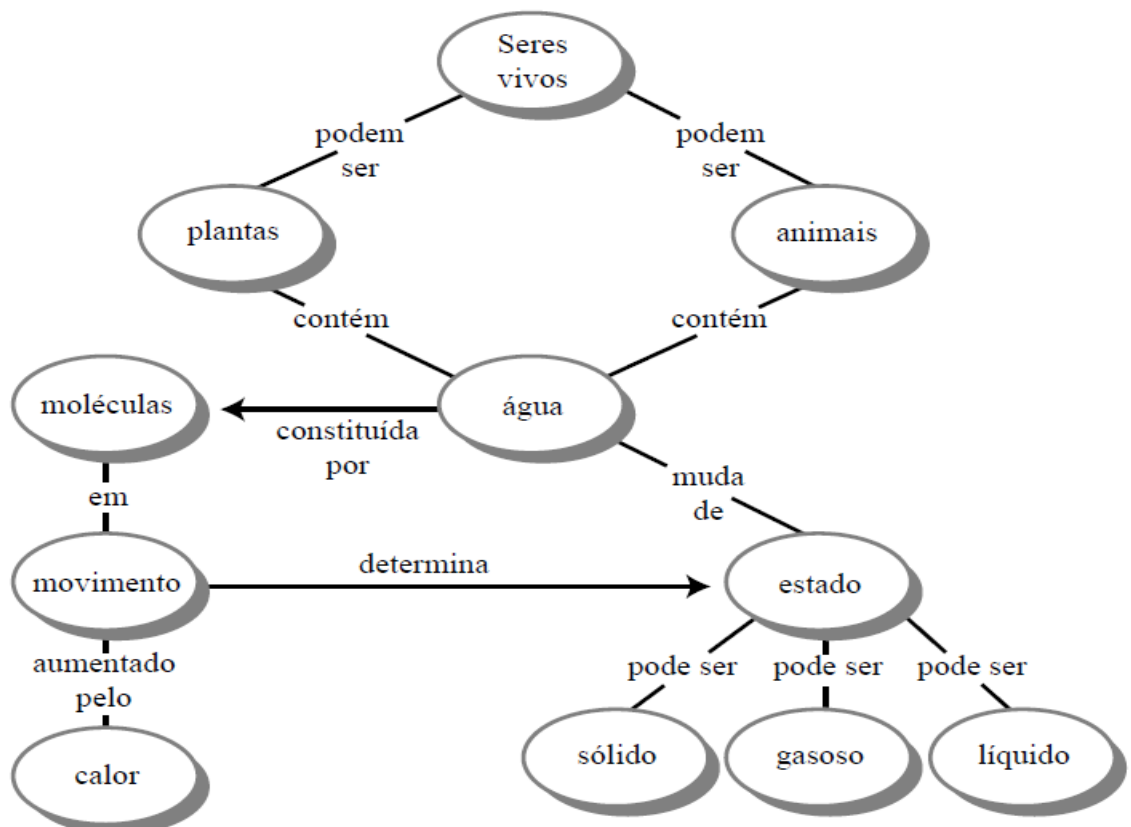 Seres
vivos
podem
ser
podem
ser
plantas
animais
contém
contém
moléculas
água
constituída
por
muda
de
em
movimento
determina
estado
aumentado
pelo
pode ser
pode ser
pode ser
calor
sólido
gasoso
líquido